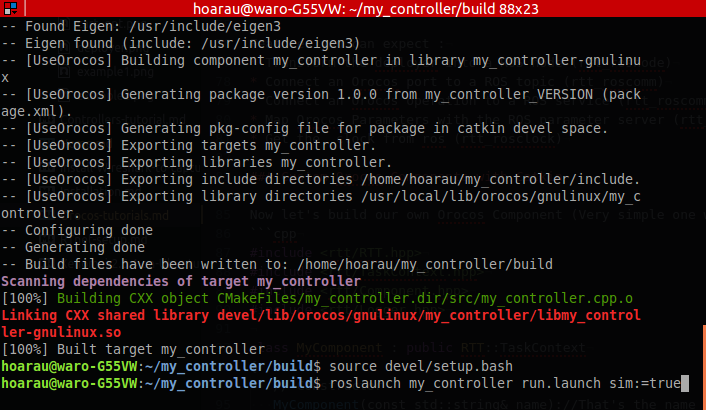 hoarau@waro-G55VW: ~/my_controller/build 88x23
-- Found Eigen: /usr/include/eigen3
-- Eigen found (include: /usr/include/eigen3)
-- [UseOrocos] Building component my_controller in library my_controller-gnulinu
x
-- [UseOrocos] Generating package version 1.0.0 from my_controller_VERSION (pack
age.xml).
-- [UseOrocos] Generating pkg-config file for package in catkin devel space.
-- [UseOrocos] Exporting targets my_controller.
-- [UseOrocos] Exporting libraries my_controller.
-- [UseOrocos] Exporting include directories /home/hoarau/my_controller/include.
-- [UseOrocos] Exporting library directories /usr/local/lib/orocos/gnulinux/my_c
ontroller.
-- Configuring done
-- Generating done
-- Build files have been written to: /home/hoarau/my_controller/build
Scanning dependencies of target my_controller
[100%] Building CXX object CMakeFiles/my_controller.dir/src/my_controller.cpp.o
Linking CXX shared library devel/lib/orocos/gnulinux/my_controller/libmy_control
ler-gnulinux.so
[100%] Built target my_controller
hoarau@waro-G55VW:~/my_controller/build$ source devel/setup.bash
hoarau@waro-G55VW:~/my_controller/build$ roslaunch my_controller run.launch sim:=true